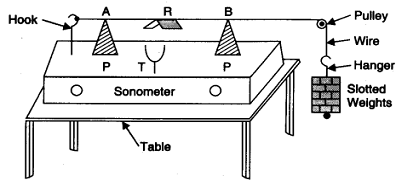 Hook
A
R
B
Pulley
Wire
Hanger
P
T
P
Sonometer
Slotted
Weights
Table